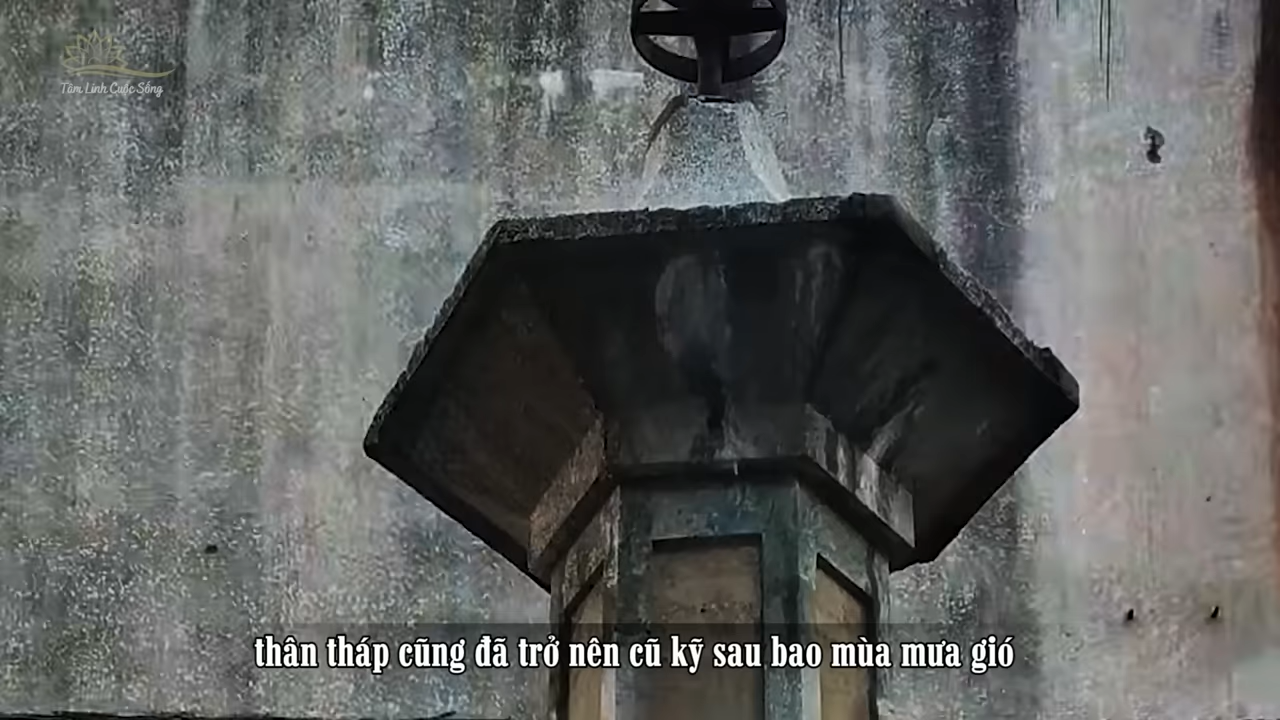 Tâm Linh Cuộc Sống
thân tháp cũng đã trở nên cũ kỹ sau bao mùa mưa gió